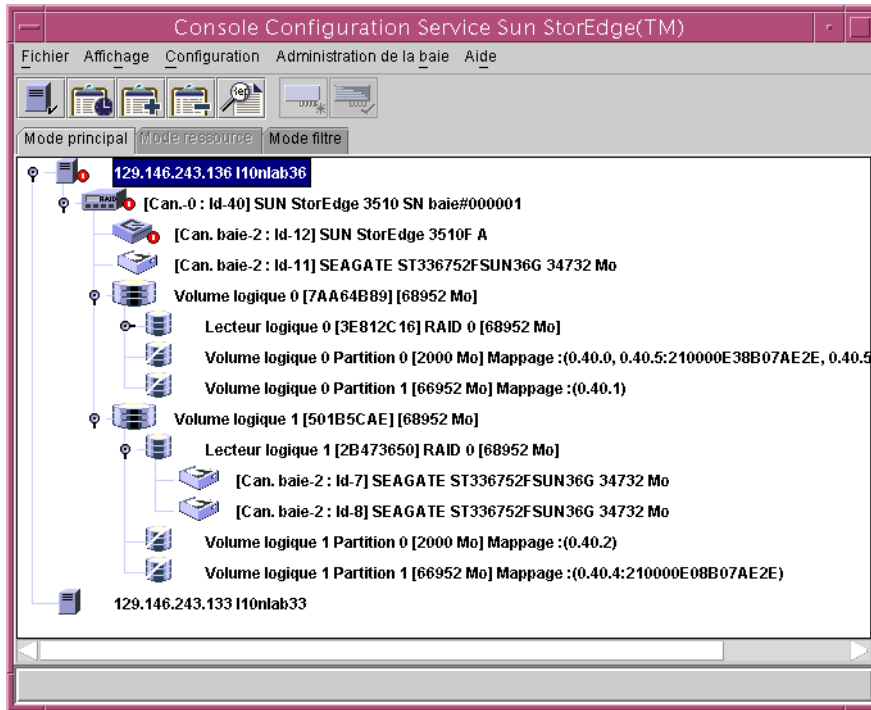 Console Configuration Service Sun StorEdge(TM)
Fichier Affichage Configuration Administration de la baie Aide
Rep
Mode principal Mode ressource Mode filtre
129.146.243.136 l10nlab36
RAID
[Can.-0 : Id-40] SUN StorEdge 3510 SN baie#000001
[Can. baie-2 : Id-12] SUN StorEdge 3510F A
[Can. baie-2 : Id-11] SEAGATE ST336752FSUN36G 34732 Mo
Volume logique 0 [7AA64B89] [68952 Mo]
Lecteur logique 0 [3E812C16] RAID 0 [68952 Mo]
Volume logique 0 Partition 0 [2000 Mo] Mappage :(0.40.0, 0.40.5:210000E38B07AE2E, 0.40.5
Volume logique 0 Partition 1 [66952 Mo] Mappage :(0.40.1)
Volume logique 1 [501B5CAE] [68952 Mo]
Lecteur logique 1 [2B473650] RAID 0 [68952 Mo]
[Can. baie-2 : Id-7] SEAGATE ST336752FSUN36G 34732 Mo
[Can. baie-2 : Id-8] SEAGATE ST336752FSUN36G 34732 Mo
Volume logique 1 Partition 0 [2000 Mo] Mappage :(0.40.2)
Volume logique 1 Partition 1 [66952 Mo] Mappage :(0.40.4:210000E08B07AE2E)
129.146.243.133 l10nlab33